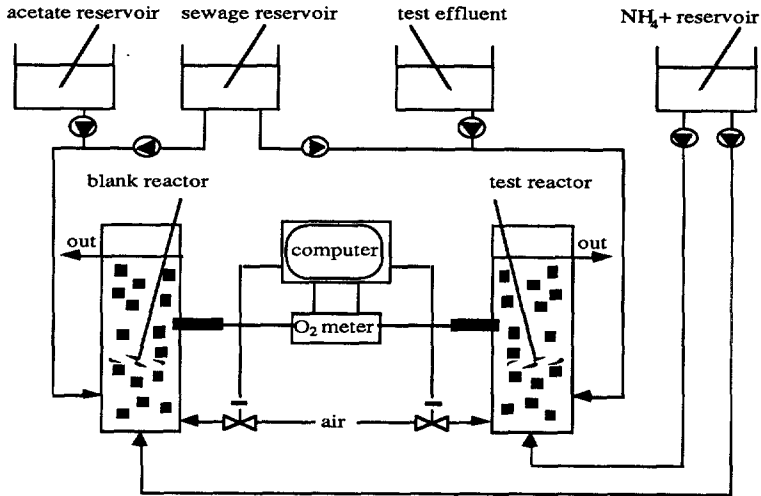 acetate reservoir
sewage reservoir
test effluent
NH4+ reservoir
blank reactor
test reactor
out
computer
out
O2 meter
air